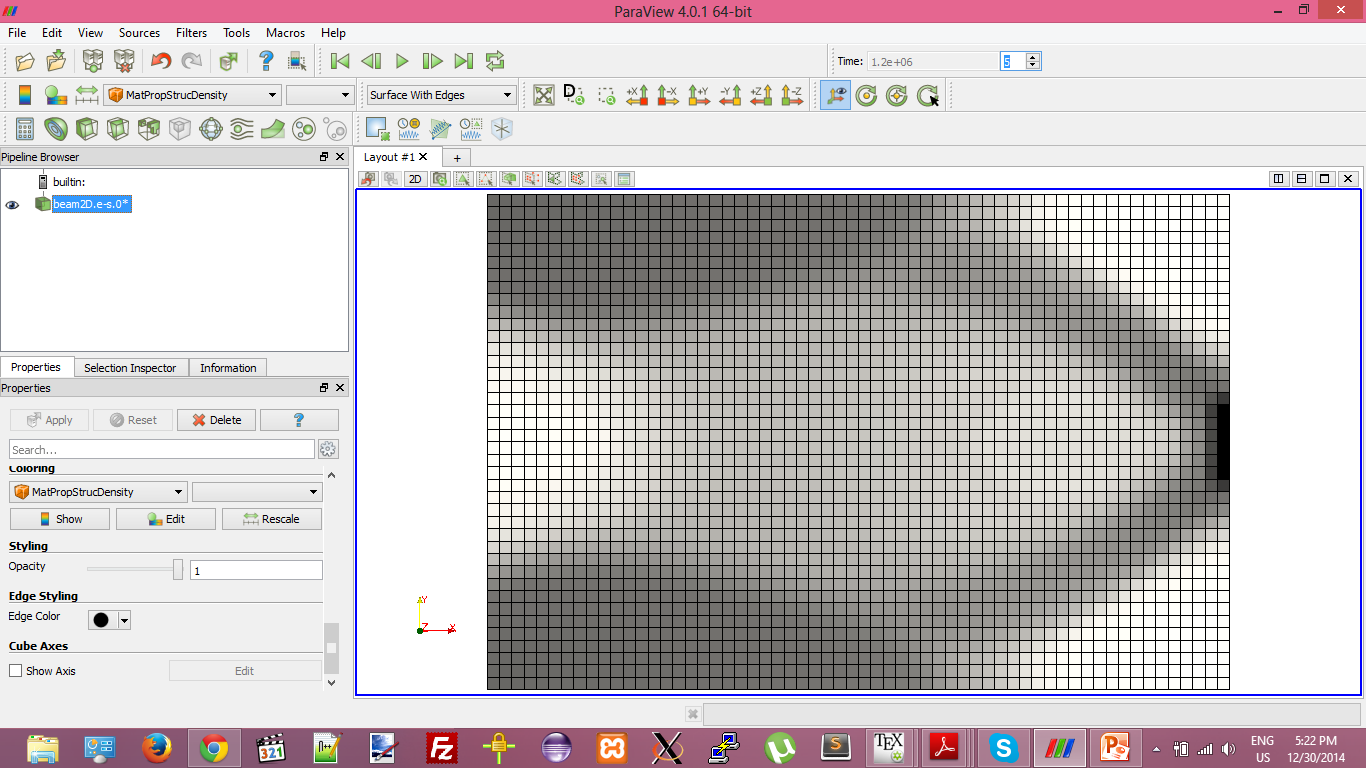 ParaView 4.0.1 64-bit
File Edit View Sources Filters Tools Macros Help
Time: 1.2e+06 5
MatPropStrucDensity Surface With Edges D +X -X +Y -Y +Z -Z
Pipeline Browser
Layout #1 +
2D
builtin:
beam2D.e-s.0*
Properties Selection Inspector Information
Properties
Apply Reset Delete ?
Search...
Coloring
MatPropStrucDensity
Show Edit Rescale
Styling
Opacity 1
Edge Styling
Edge Color
Cube Axes
Show Axis Edit
Y
Z X
321 N++ FZ X S TEX S P ENG 5:22 PM
US 12/30/2014